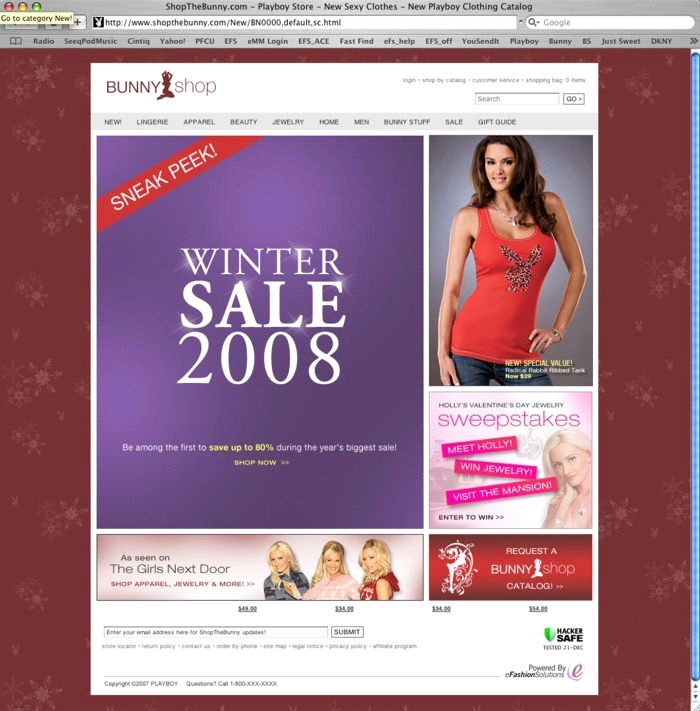 ShopTheBunny.com – Playboy Store – New Sexy Clothes – New Playboy Clothing Catalog
Go to category New!
http://www.shopthebunny.com/New/BN0000,default,sc.html
Google
Radio SeeqPodMusic Cintiq Yahoo! PFCU EFS eMM Login EFS_ACE Fast Find efs_help EFS_off YouSendIt Playboy Bunny BS Just Sweet DKNY >>
BUNNY shop
login • shop by catalog • customer service • shopping bag: 0 items
Search GO >
NEW! LINGERIE APPAREL BEAUTY JEWELRY HOME MEN BUNNY STUFF SALE GIFT GUIDE
SNEAK PEEK!
WINTER
SALE
2008
Be among the first to save up to 80% during the year's biggest sale!
SHOP NOW >>
NEW! SPECIAL VALUE!
Radical Rabbit Ribbed Tank
Now $29
HOLLY'S VALENTINE'S DAY JEWELRY
sweepstakes
MEET HOLLY!
WIN JEWELRY!
VISIT THE MANSION!
ENTER TO WIN >>
As seen on
The Girls Next Door
SHOP APPAREL, JEWELRY & MORE! >>
REQUEST A
BUNNY shop
CATALOG! >>
$49.00 $34.00 $34.00 $54.00
Enter your email address here for ShopTheBunny updates! SUBMIT
store locator • return policy • contact us • order by phone • site map • legal notice • privacy policy • affiliate program
HACKER
SAFE
TESTED 21-DEC
Powered By
eFashionSolutions
Copyright ©2007 PLAYBOY Questions? Call 1-800-XXX-XXXX